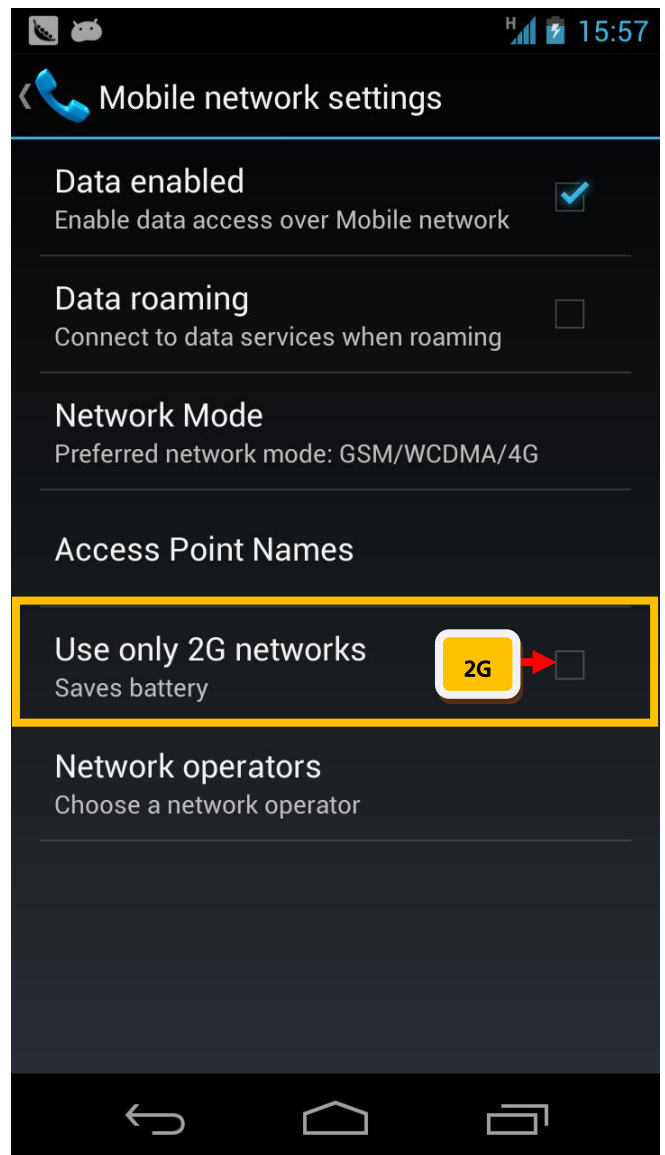 H 15:57
Mobile network settings
Data enabled
Enable data access over Mobile network
Data roaming
Connect to data services when roaming
Network Mode
Preferred network mode: GSM/WCDMA/4G
Access Point Names
Use only 2G networks
2G
Saves battery
Network operators
Choose a network operator